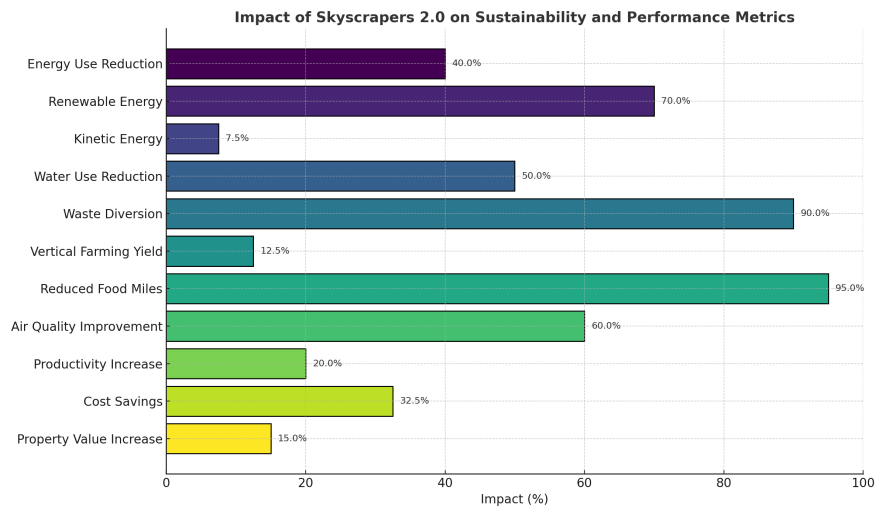 Impact of Skyscrapers 2.0 on Sustainability and Performance Metrics
Energy Use Reduction 40.0%
Renewable Energy 70.0%
Kinetic Energy 7.5%
Water Use Reduction 50.0%
Waste Diversion 90.0%
Vertical Farming Yield 12.5%
Reduced Food Miles 95.0%
Air Quality Improvement 60.0%
Productivity Increase 20.0%
Cost Savings 32.5%
Property Value Increase 15.0%
0 20 40 60 80 100
Impact (%)